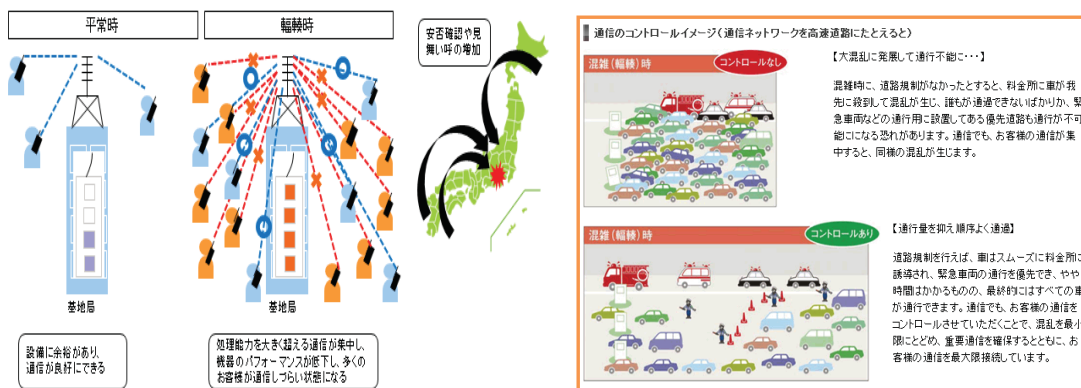 平常時
基地局
設備に余裕があり、
通信が良好にできる
輻輳時
基地局
処理能力を大きく超える通信が集中し、
機器のパフォーマンスが低下し、多くの
お客様が通信しづらい状態になる
安否確認や見
舞い呼の増加
通信のコントロールイメージ(通信ネットワークを高速道路にたとえると)
混雑(輻輳)時
コントロールなし
【大混乱に発展して通行不能に・・・】
混雑時に、道路規制がなかったとすると、料金所に車が我
先に殺到して混乱が生じ、誰もが通過できないばかりか、緊
急車両などの通行用に設置してある優先道路も通行が不可
能にになる恐れがあります。通信でも、お客様の通信が集
中すると、同様の混乱が生じます。
混雑(輻輳)時
コントロールあり
【通行量を抑え順序よく通過】
道路規制を行えば、車はスムーズに料金所に
誘導され、緊急車両の通行を優先でき、やや
時間はかかるものの、最終的にはすべての車
が通行できます。通信でも、お客様の通信を
コントロールさせていただくことで、混乱を最小
限にとどめ、重要通信を確保するとともに、お
客様の通信を最大限接続しています。